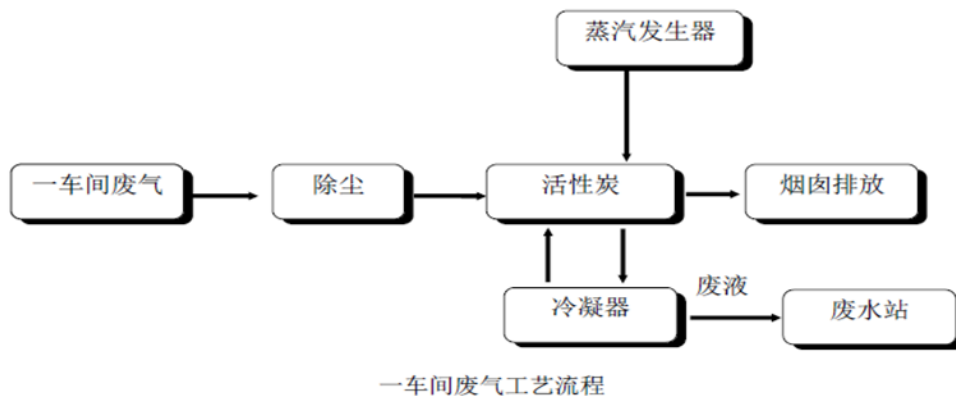 蒸汽发生器
一车间废气
除尘
活性炭
烟囱排放
冷凝器
废液
废水站
一车间废气工艺流程